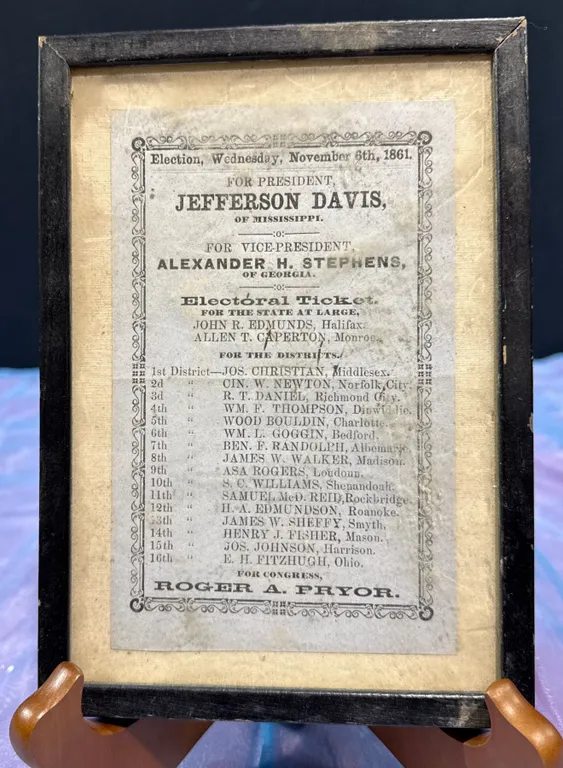 Election, Wednesday, November 6th, 1861.
FOR PRESIDENT,
JEFFERSON DAVIS,
OF MISSISSIPPI.
:o:
FOR VICE-PRESIDENT,
ALEXANDER H. STEPHENS,
OF GEORGIA.
:o:
Electoral Ticket.
FOR THE STATE AT LARGE,
JOHN R. EDMUNDS, Halifax.
ALLEN T. CAPERTON, Monroe.
FOR THE DISTRICTS.
1st District—JOS. CHRISTIAN, Middlesex.
2d " CIN. W. NEWTON, Norfolk City.
3d " R. T. DANIEL, Richmond City.
4th " WM. F. THOMPSON, Dinwiddie.
5th " WOOD BOULDIN, Charlotte.
6th " WM. L. GOGGIN, Bedford.
7th " BEN. F. RANDOLPH, Albemarle.
8th " JAMES W. WALKER, Madison.
9th " ASA ROGERS, Loudoun.
10th " S. C. WILLIAMS, Shenandoah.
11th " SAMUEL McD. REID, Rockbridge.
12th " H. A. EDMUNDSON, Roanoke.
13th " JAMES W. SHEFFY, Smyth.
14th " HENRY J. FISHER, Mason.
15th " JOS. JOHNSON, Harrison.
16th " E. H. FITZHUGH, Ohio.
FOR CONGRESS,
ROGER A. PRYOR.